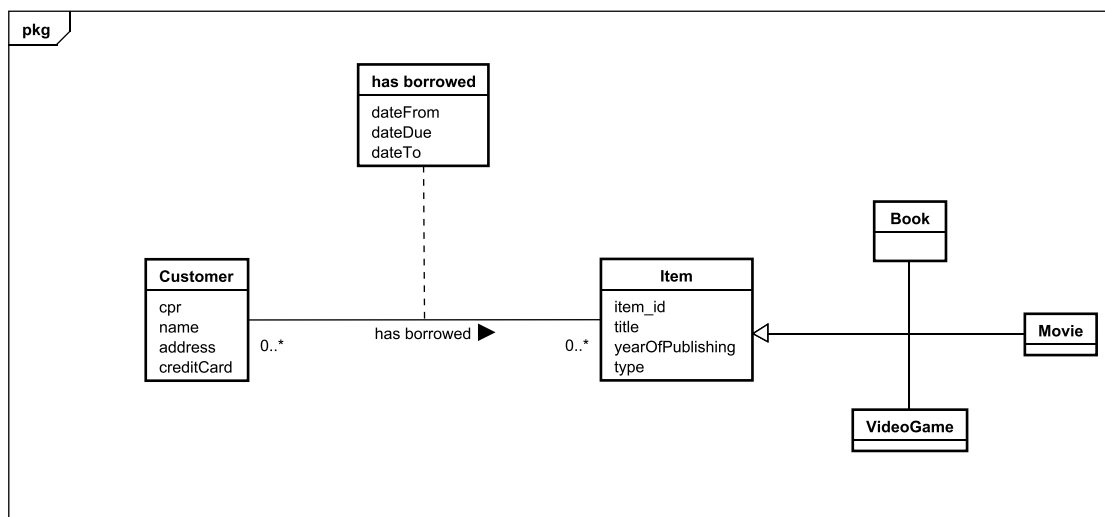 pkg
has borrowed
dateFrom
dateDue
dateTo
Customer
cpr
name
address
creditCard
0..*
has borrowed
0..*
Item
item_id
title
yearOfPublishing
type
Book
Movie
VideoGame